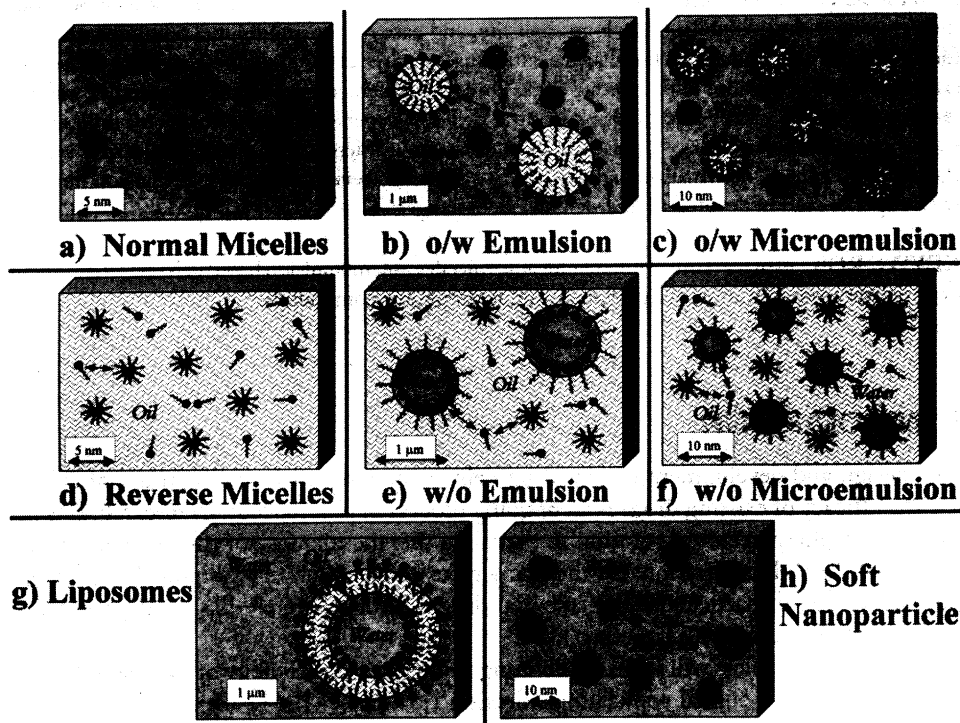 5 nm
a) Normal Micelles
Oil
Oil
1 µm
b) o/w Emulsion
10 nm
c) o/w Microemulsion
Oil
5 nm
d) Reverse Micelles
Oil
1 µm
e) w/o Emulsion
Oil
Water
10 nm
f) w/o Microemulsion
g) Liposomes
Water
1 µm
h) Soft
Nanoparticle
10 nm